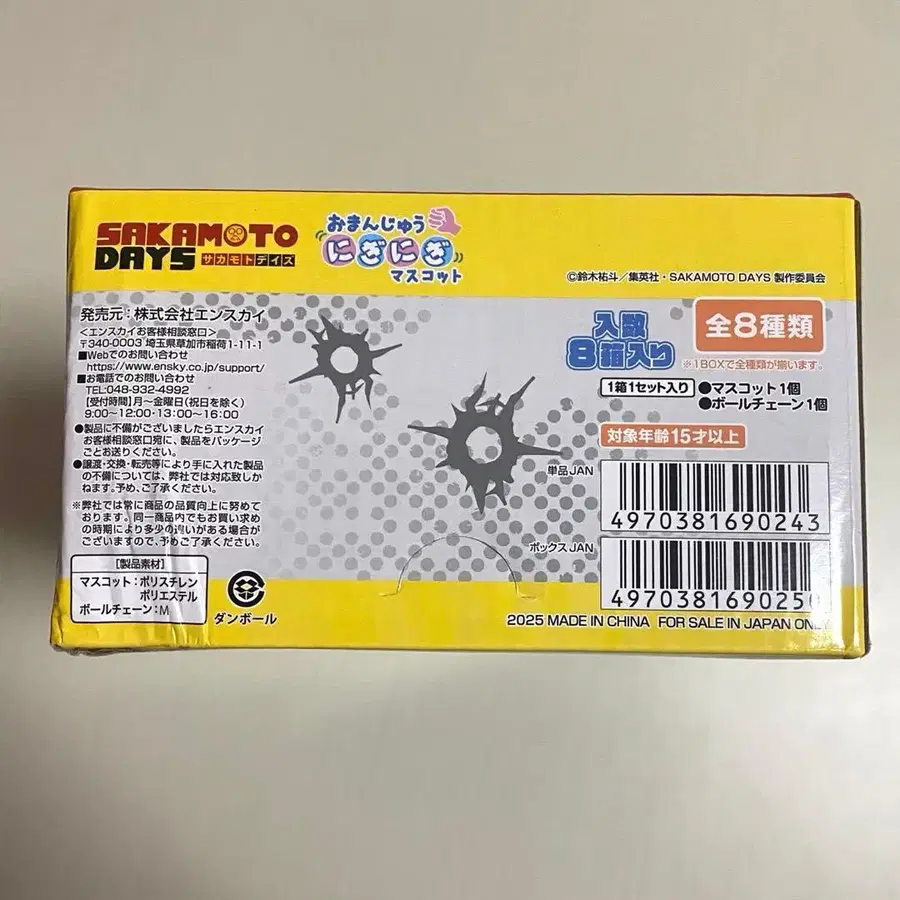 SAKAMOTO
DAYS サカモトデイズ
おまんじゅう
にぎにぎ
マスコット
©鈴木祐斗／集英社・SAKAMOTO DAYS 製作委員会
発売元：株式会社エンスカイ
＜エンスカイお客様相談窓口＞
〒340-0003 埼玉県草加市稲荷1-11-1
■Webでのお問い合わせ
https://www.ensky.co.jp/support/
■お電話でのお問い合わせ
TEL:048-932-4992
【受付時間】月〜金曜日(祝日を除く)
9:00〜12:00・13:00〜16:00
●製品に不備がございましたらエンスカイ
お客様相談窓口宛に、製品をパッケージ
ごとお送りください。
●譲渡・交換・転売等により手に入れた製品
の不備については、弊社では対応致しか
ねます。予め、ご了承ください。
※弊社では常に商品の品質向上に努めて
おります。同一商品内でもお買い求め
の時期により多少の違いがある場合が
ございますので、予めご了承ください。
【製品素材】
マスコット：ポリスチレン
ポリエステル
ボールチェーン：M
ダンボール
入数
8箱入り
全8種類
※1BOXで全種類が揃います。
1箱1セット入り
●マスコット1個
●ボールチェーン1個
対象年齢15才以上
単品JAN
4970381690243
ボックスJAN
4970381690250
2025 MADE IN CHINA FOR SALE IN JAPAN ONLY